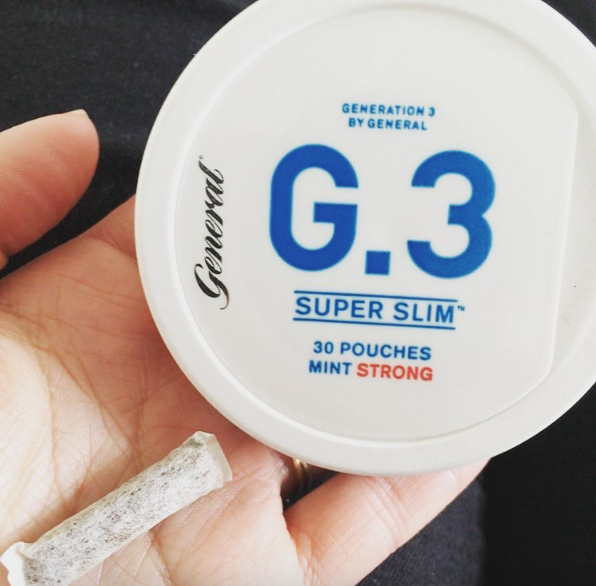 GENERATION 3
BY GENERAL
General
G.3
SUPER SLIM™
30 POUCHES
MINT STRONG